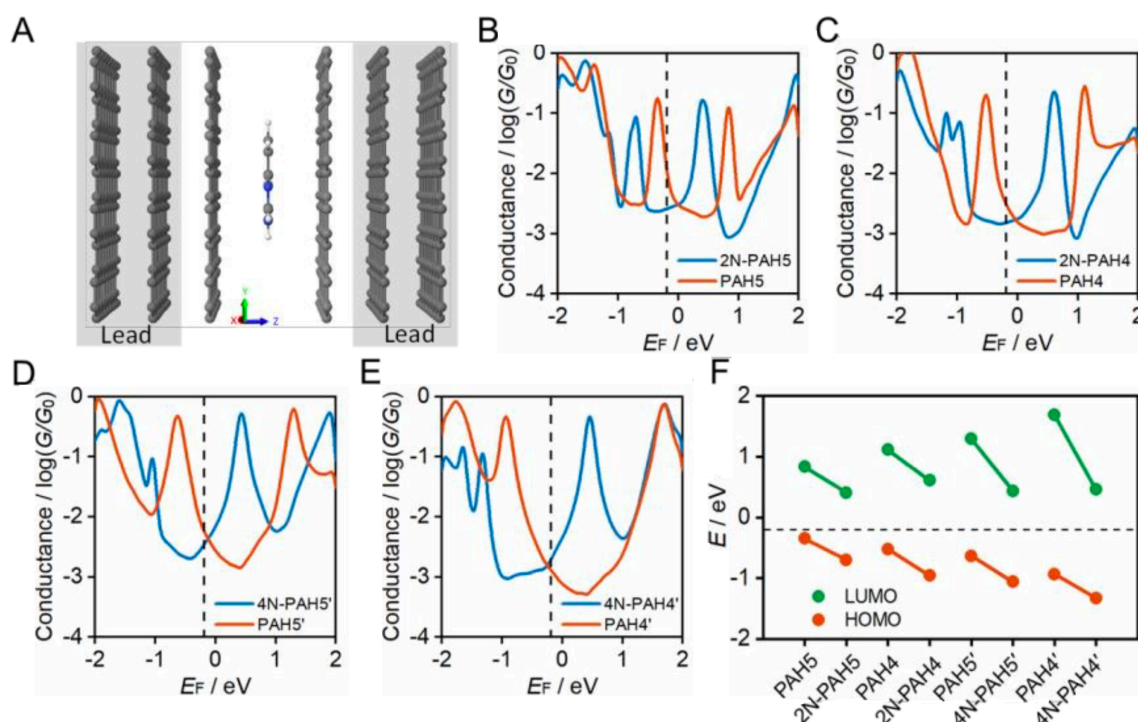 A
X
Y
Z
Lead
Lead
B
Conductance / log(G/G0)
0
-1
-2
-3
-4
2N-PAH5
PAH5
-2
-1
0
1
2
EF / eV
C
Conductance / log(G/G0)
0
-1
-2
-3
-4
2N-PAH4
PAH4
-2
-1
0
1
2
EF / eV
D
Conductance / log(G/G0)
0
-1
-2
-3
-4
4N-PAH5'
PAH5'
-2
-1
0
1
2
EF / eV
E
Conductance / log(G/G0)
0
-1
-2
-3
-4
4N-PAH4'
PAH4'
-2
-1
0
1
2
EF / eV
F
E / eV
2
1
0
-1
-2
LUMO
HOMO
PAH5
2N-PAH5
PAH4
2N-PAH4
PAH5'
4N-PAH5'
PAH4'
4N-PAH4'